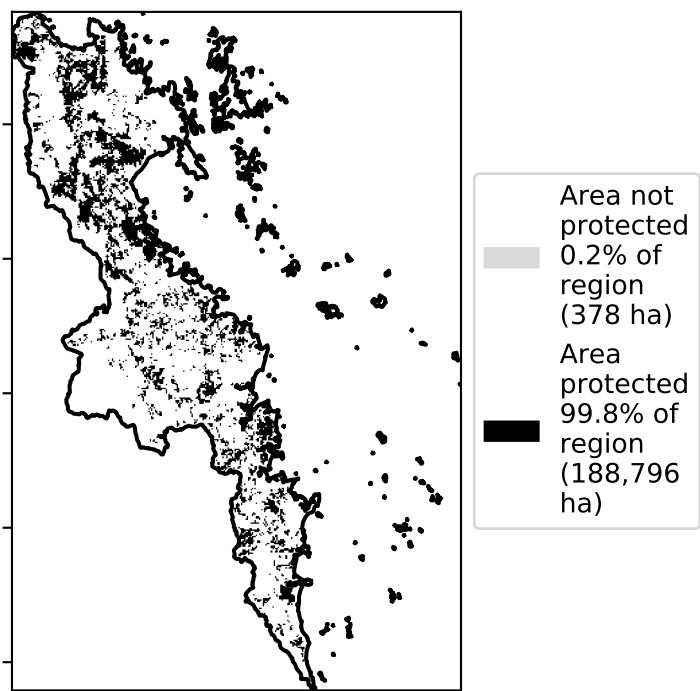 Area not
protected
0.2% of
region
(378 ha)
Area
protected
99.8% of
region
(188,796
ha)